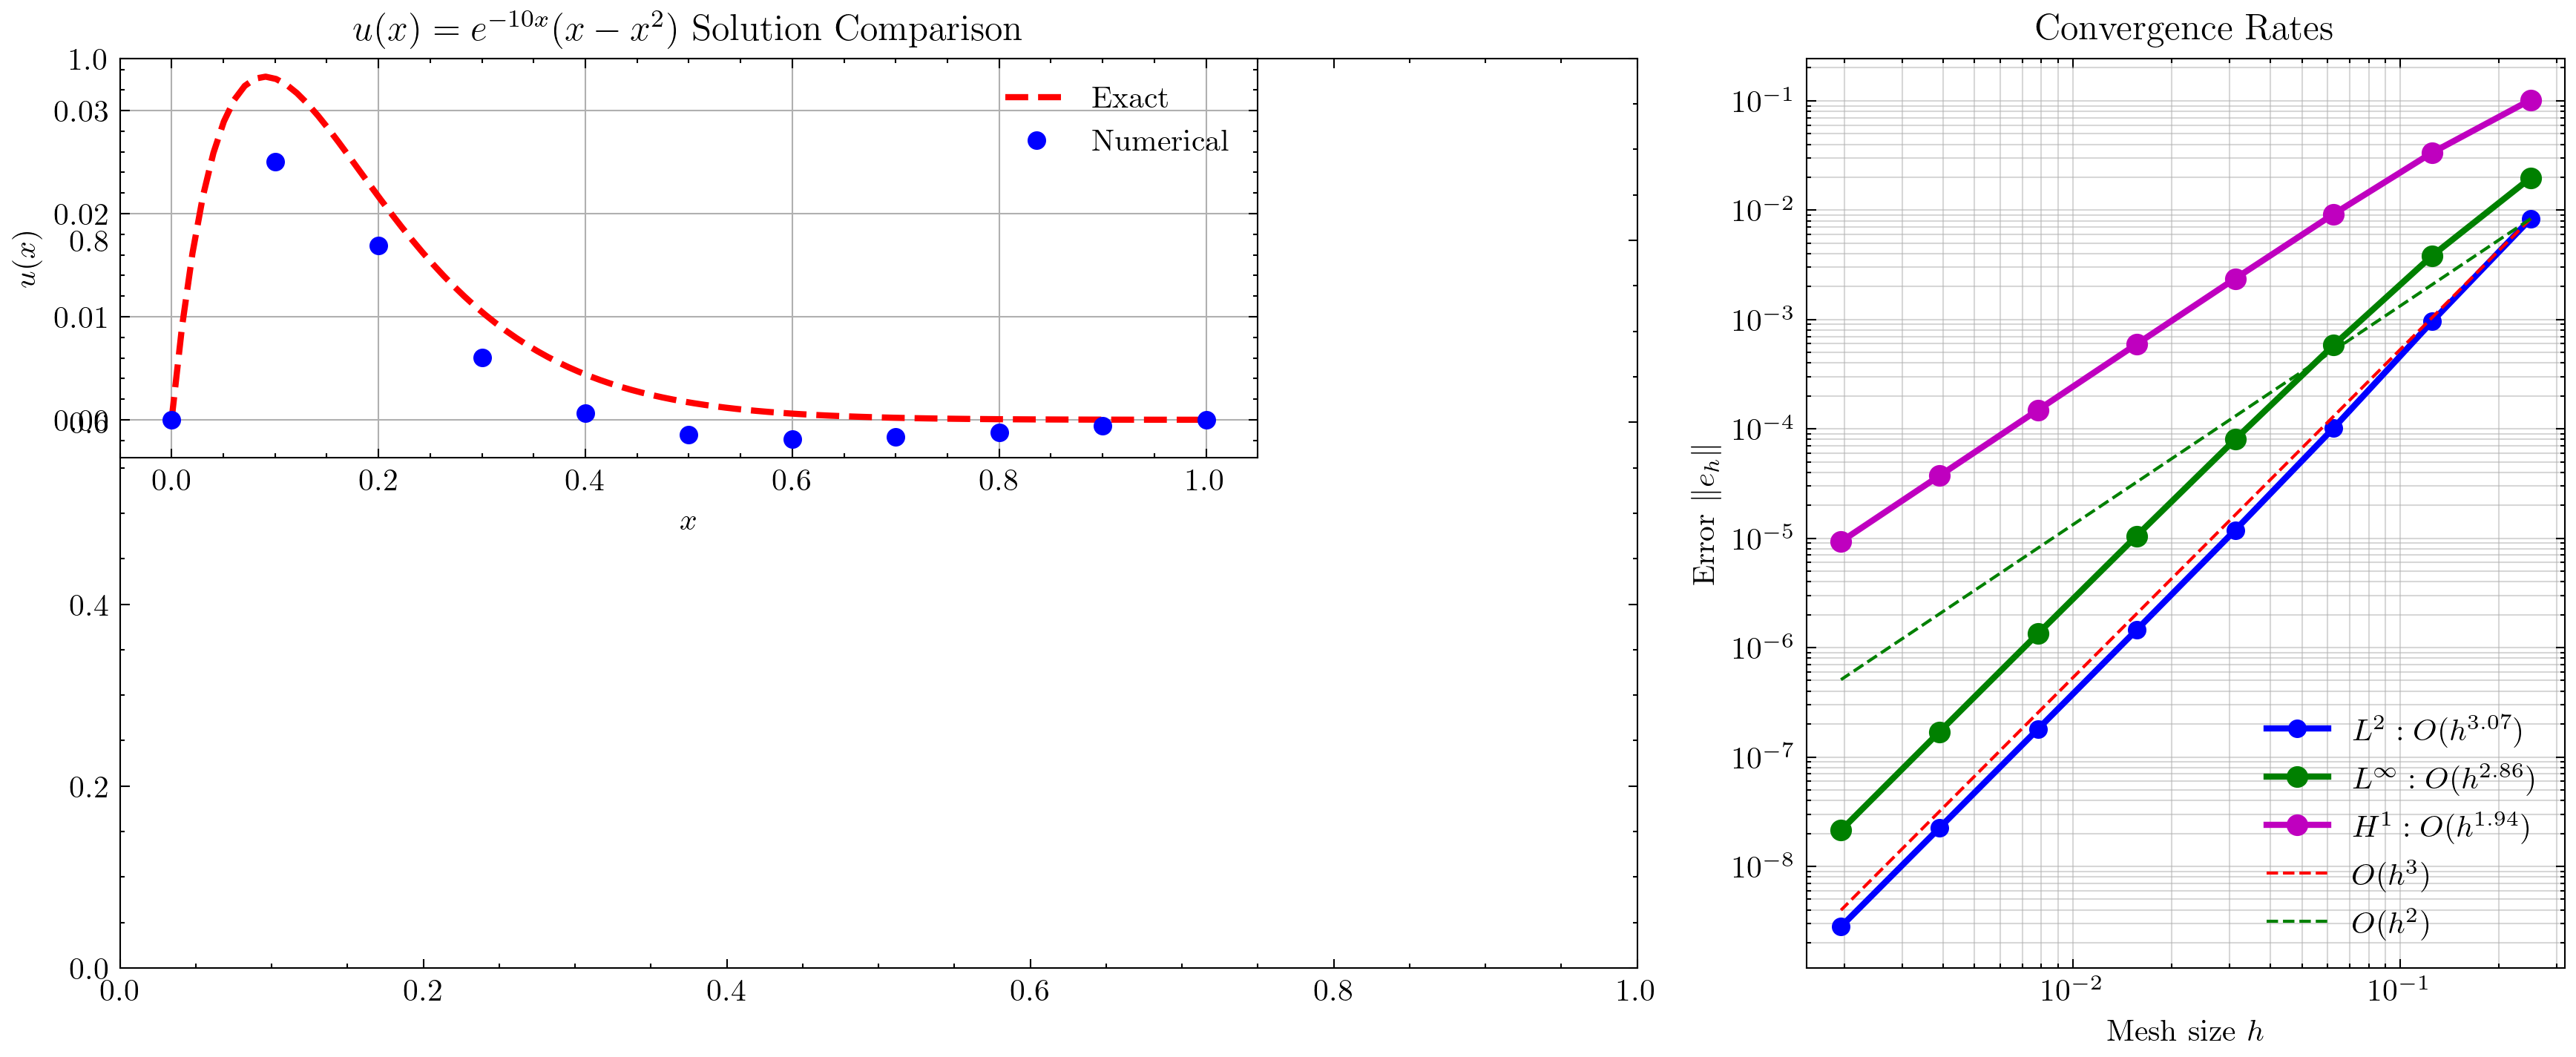 u(x) = e^{-10x}(x − x^2) Solution Comparison
1.0
0.03
0.02
0.8
0.01
0.00
0.6
0.4
0.2
0.0
u(x)
Exact
Numerical
0.0 0.2 0.4 0.6 0.8 1.0
x
0.0 0.2 0.4 0.6 0.8 1.0
Convergence Rates
10^{-1}
10^{-2}
10^{-3}
10^{-4}
10^{-5}
10^{-6}
10^{-7}
10^{-8}
Error ||e_h||
L^2 : O(h^{3.07})
L^∞ : O(h^{2.86})
H^1 : O(h^{1.94})
O(h^3)
O(h^2)
10^{-2} 10^{-1}
Mesh size h